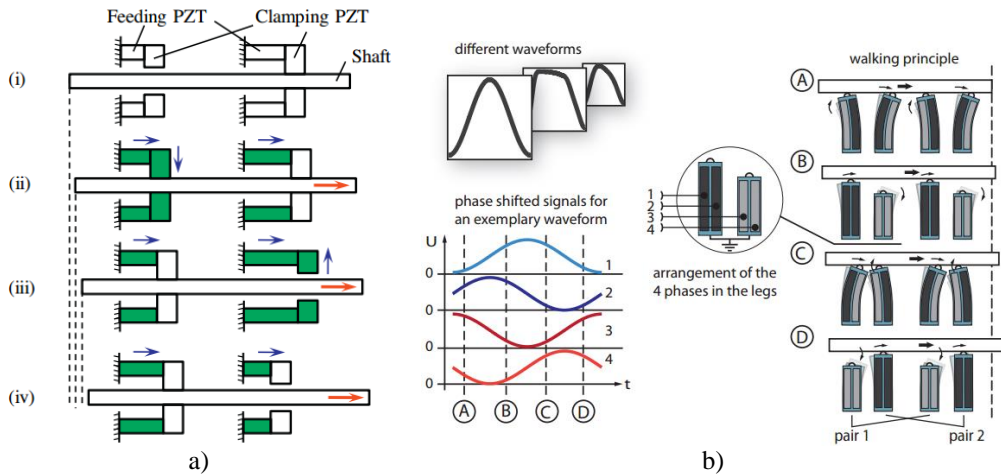 Feeding PZT
Clamping PZT
Shaft
(i)
(ii)
(iii)
(iv)
a)
different waveforms
phase shifted signals for
an exemplary waveform
U
0
1
0
2
0
3
0
4
t
A
B
C
D
1
2
3
4
arrangement of the
4 phases in the legs
walking principle
A
B
C
D
pair 1
pair 2
b)